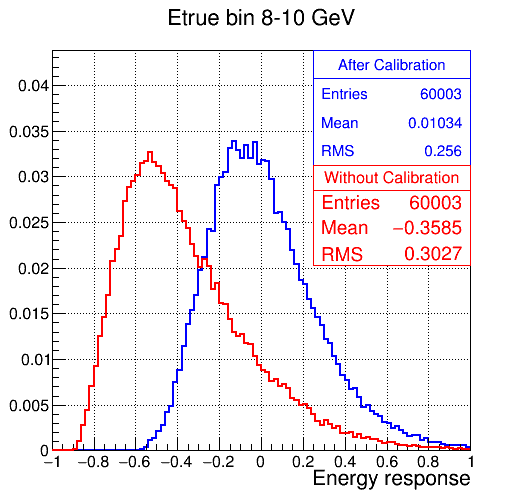 Etrue bin 8-10 GeV
After Calibration
Entries 60003
Mean 0.01034
RMS 0.256
Without Calibration
Entries 60003
Mean −0.3585
RMS 0.3027
0.04
0.035
0.03
0.025
0.02
0.015
0.01
0.005
0
−1 −0.8 −0.6 −0.4 −0.2 0 0.2 0.4 0.6 0.8 1
Energy response